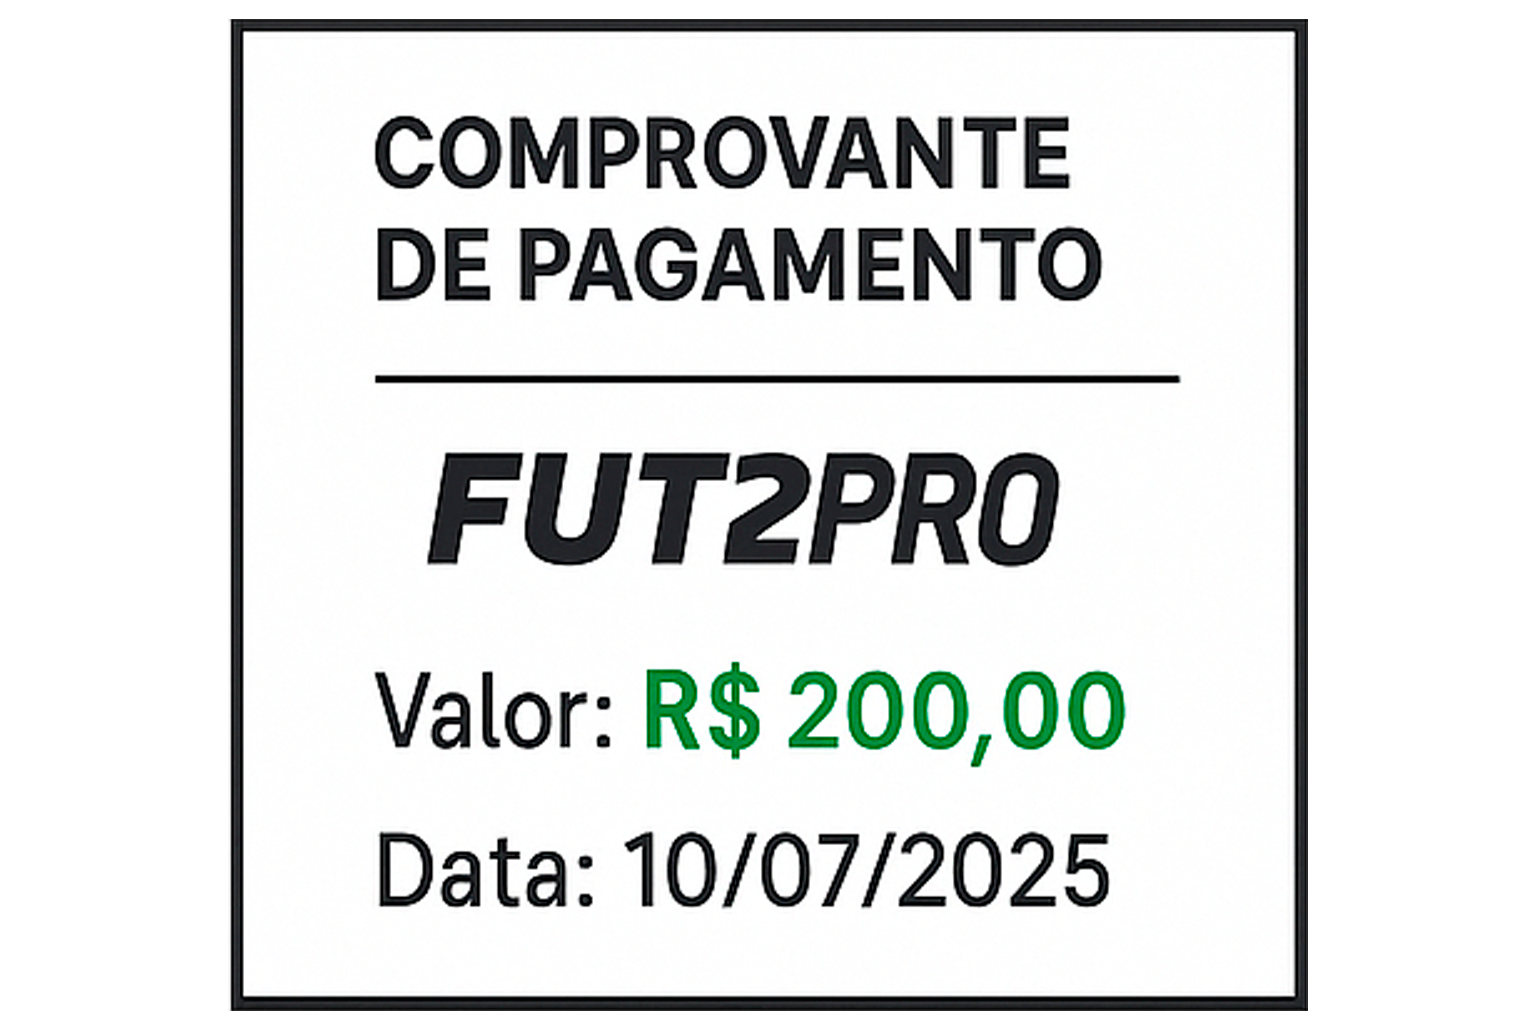 COMPROVANTE
DE PAGAMENTO
FUT2PRO
Valor: R$ 200,00
Data: 10/07/2025